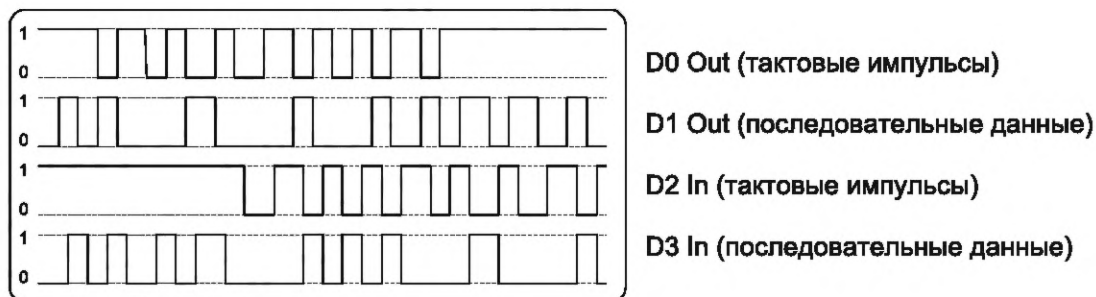 1
0
D0 Out (тактовые импульсы)
1
0
D1 Out (последовательные данные)
1
0
D2 In (тактовые импульсы)
1
0
D3 In (последовательные данные)